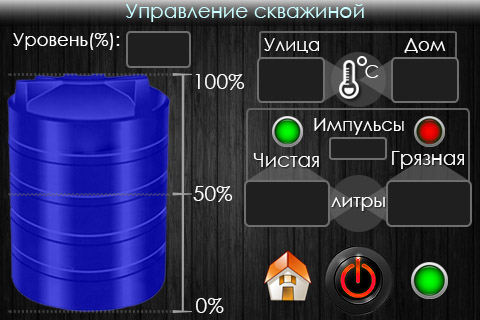 Управление скважиной
Уровень(%):
Улица
Дом
°C
100%
Импульсы
Чистая
Грязная
50%
литры
0%